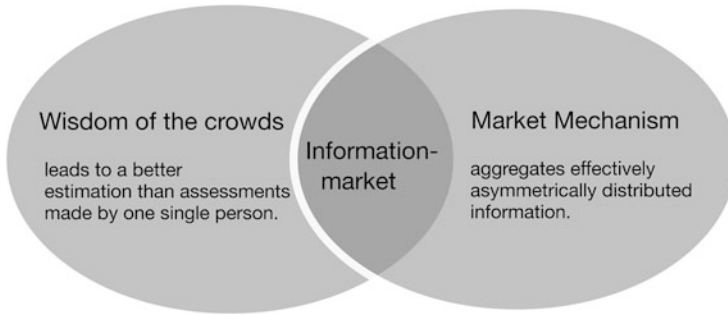 Wisdom of the crowds
leads to a better
estimation than assessments
made by one single person.
Information-
market
Market Mechanism
aggregates effectively
asymmetrically distributed
information.